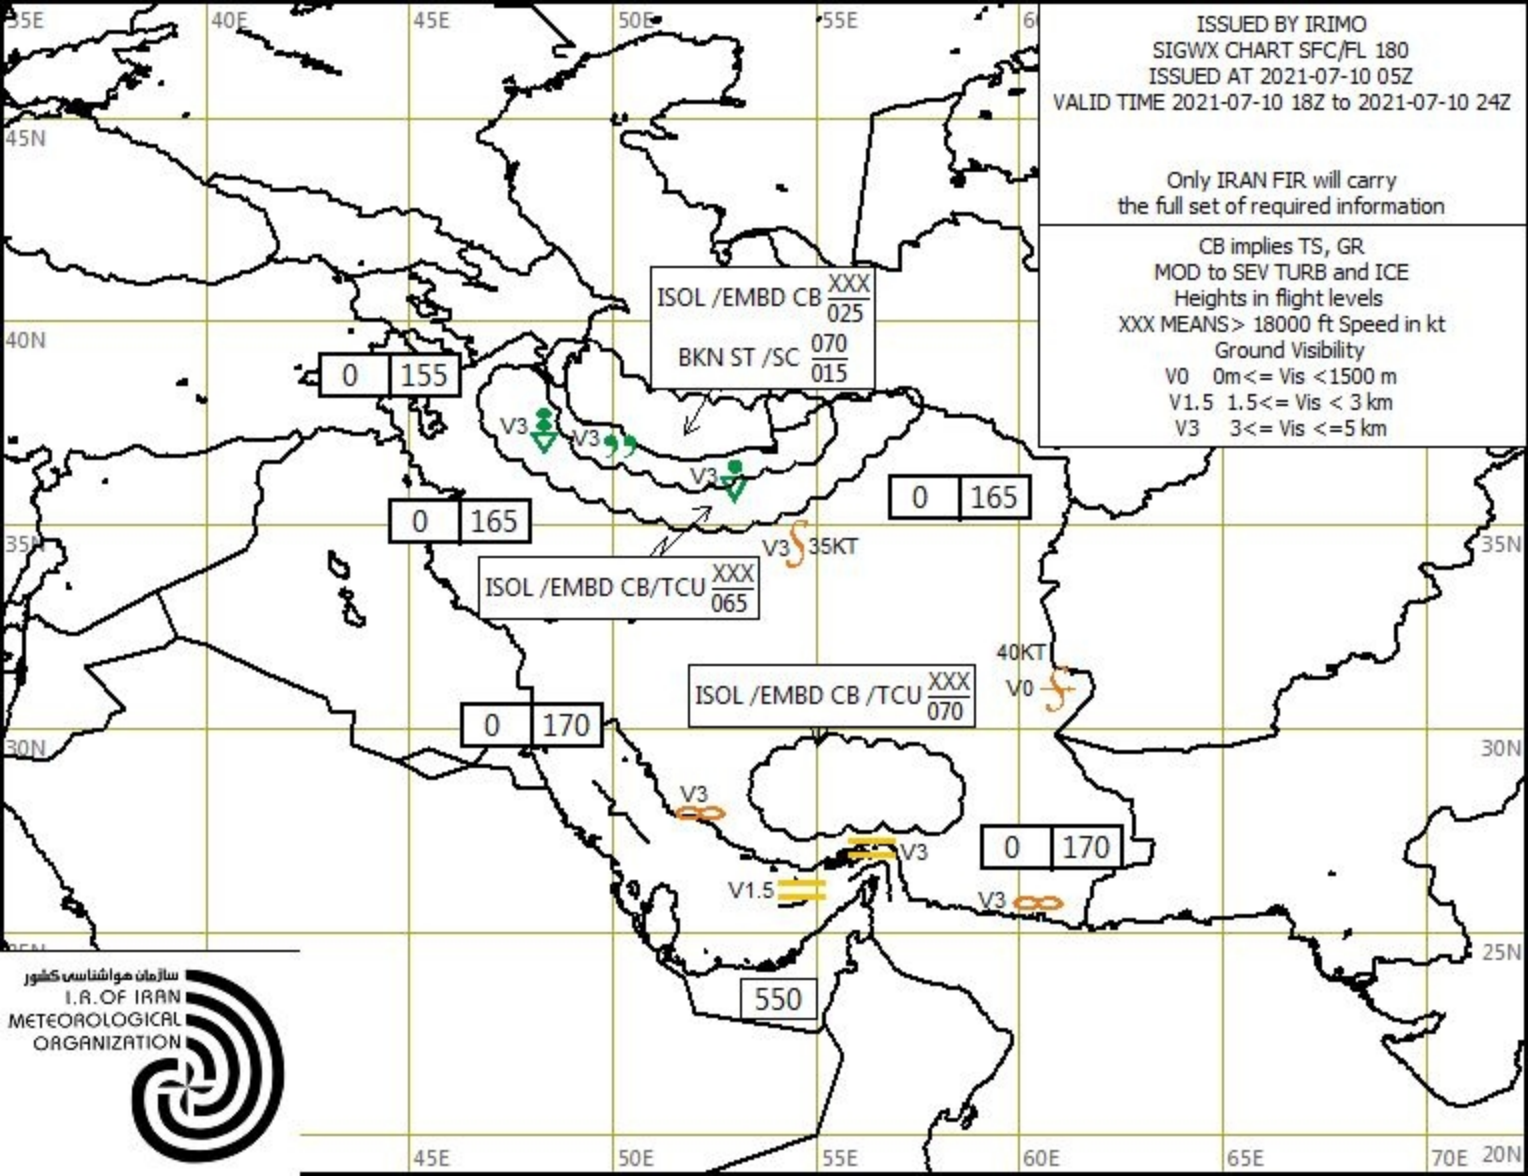 35E
40E
45E
50E
55E
60
ISSUED BY IRIMO
SIGWX CHART SFC/FL 180
ISSUED AT 2021-07-10 05Z
VALID TIME 2021-07-10 18Z to 2021-07-10 24Z
45N
Only IRAN FIR will carry
the full set of required information
CB implies TS, GR
MOD to SEV TURB and ICE
Heights in flight levels
XXX MEANS> 18000 ft Speed in kt
Ground Visibility
V0 0m<= Vis <1500 m
V1.5 1.5<= Vis < 3 km
V3 3<= Vis <=5 km
ISOL /EMBD CB XXX
025
BKN ST /SC 070
015
40N
0 155
V3
V3
V3
0 165
0 165
35N
V3 35KT
35N
ISOL /EMBD CB/TCU XXX
065
40KT
V0
ISOL /EMBD CB /TCU XXX
070
0 170
30N
30N
V3
V3
0 170
V1.5
V3
25N
25N
550
سازمان هواشناسی کشور
I.R.OF IRAN
METEOROLOGICAL
ORGANIZATION
45E
50E
55E
60E
65E
70E
20N